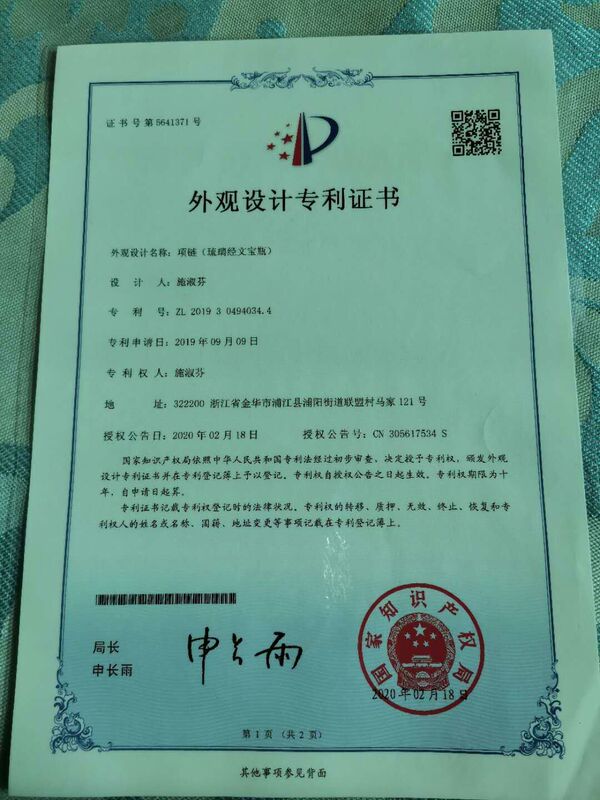 证书号第5641371号
外观设计专利证书
外观设计名称：项链（琉璃经文宝瓶）
设计人：施淑芬
专利号：ZL 2019 3 0494034.4
专利申请日：2019年09月09日
专利权人：施淑芬
地址：322200 浙江省金华市浦江县浦阳街道联盟村马家121号
授权公告日：2020年02月18日 授权公告号：CN 305617534 S
国家知识产权局依照中华人民共和国专利法经过初步审查，决定授予专利权，颁发外观
设计专利证书并在专利登记簿上予以登记。专利权自授权公告之日起生效。专利权期限为十
年，自申请日起算。
专利证书记载专利权登记时的法律状况。专利权的转移、质押、无效、终止、恢复和专
利权人的姓名或名称、国籍、地址变更等事项记载在专利登记簿上。
局长
申长雨
申长雨
国家知识产权局
2020年02月18日
第1页（共2页）
其他事项参见背面